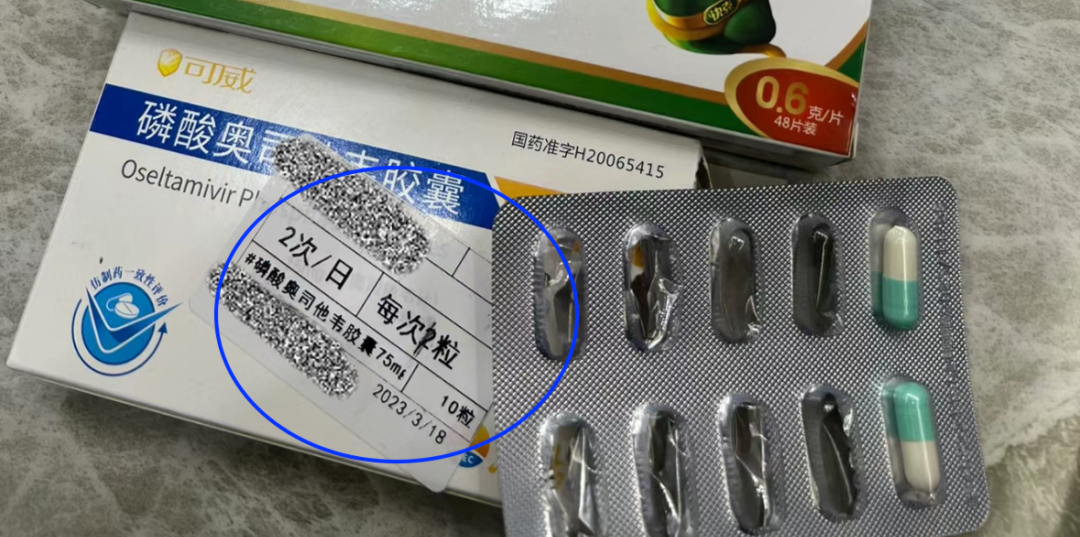 快克
0.6克/片
48片装
可威
磷酸奥司韦胶囊
国药准字H20065415
Oseltamivir
仿制药一致性评价
2次/日
每次2粒
#磷酸奥司他韦胶囊75mg
10粒
2023/3/18